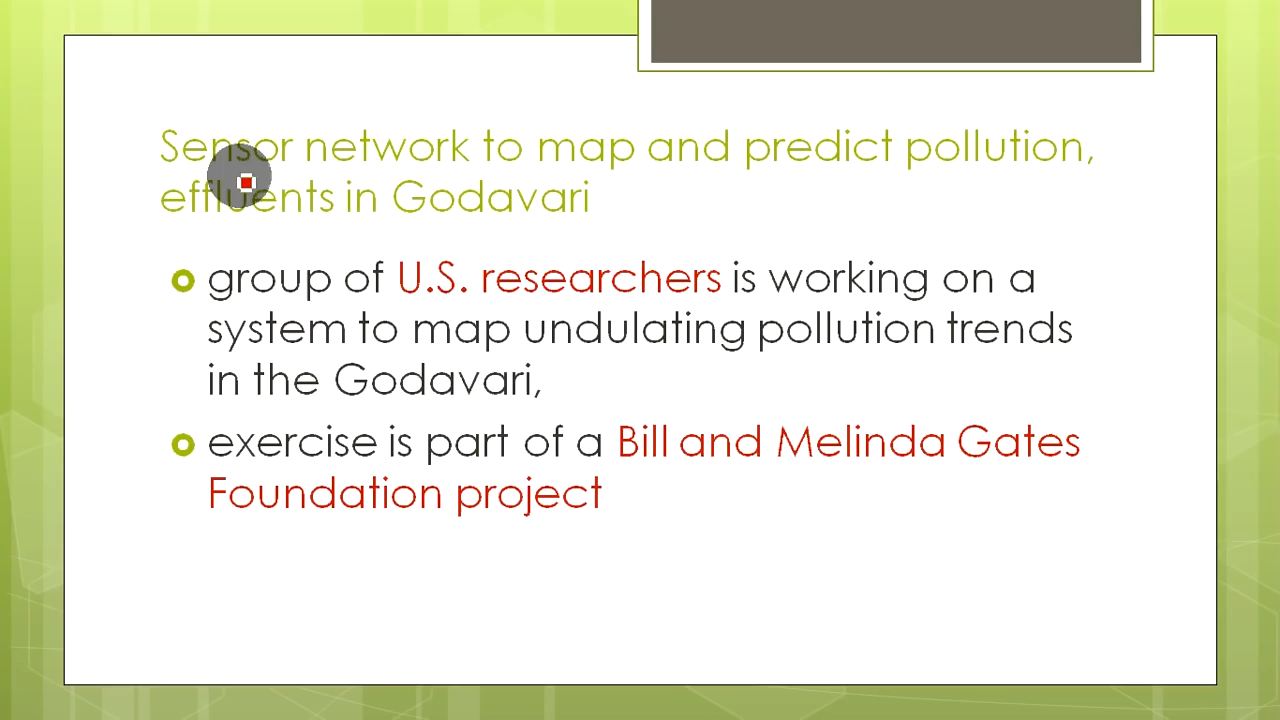 Sensor network to map and predict pollution,
effluents in Godavari
group of U.S. researchers is working on a
system to map undulating pollution trends
in the Godavari,
exercise is part of a Bill and Melinda Gates
Foundation project